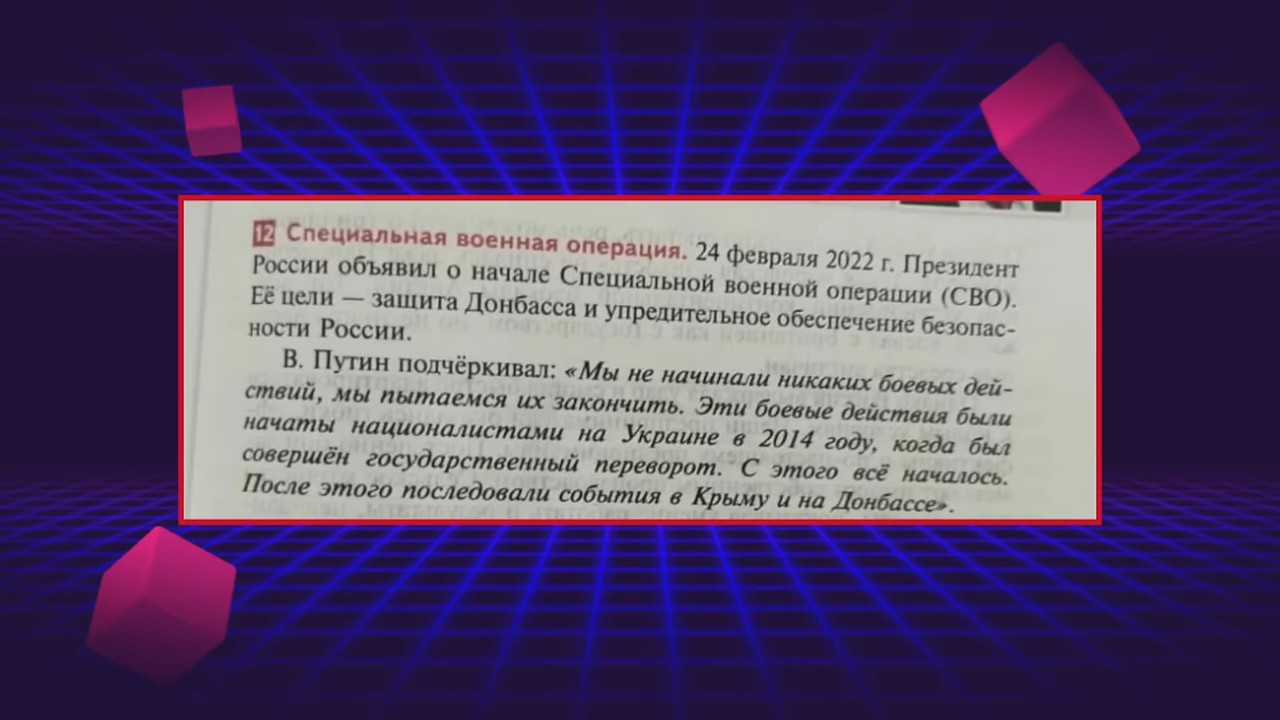 12 Специальная военная операция. 24 февраля 2022 г. Президент
России объявил о начале Специальной военной операции (СВО).
Её цели — защита Донбасса и упредительное обеспечение безопас-
ности России.
В. Путин подчёркивал: «Мы не начинали никаких боевых дей-
ствий, мы пытаемся их закончить. Эти боевые действия были
начаты националистами на Украине в 2014 году, когда был
совершён государственный переворот. С этого всё началось.
После этого последовали события в Крыму и на Донбассе».